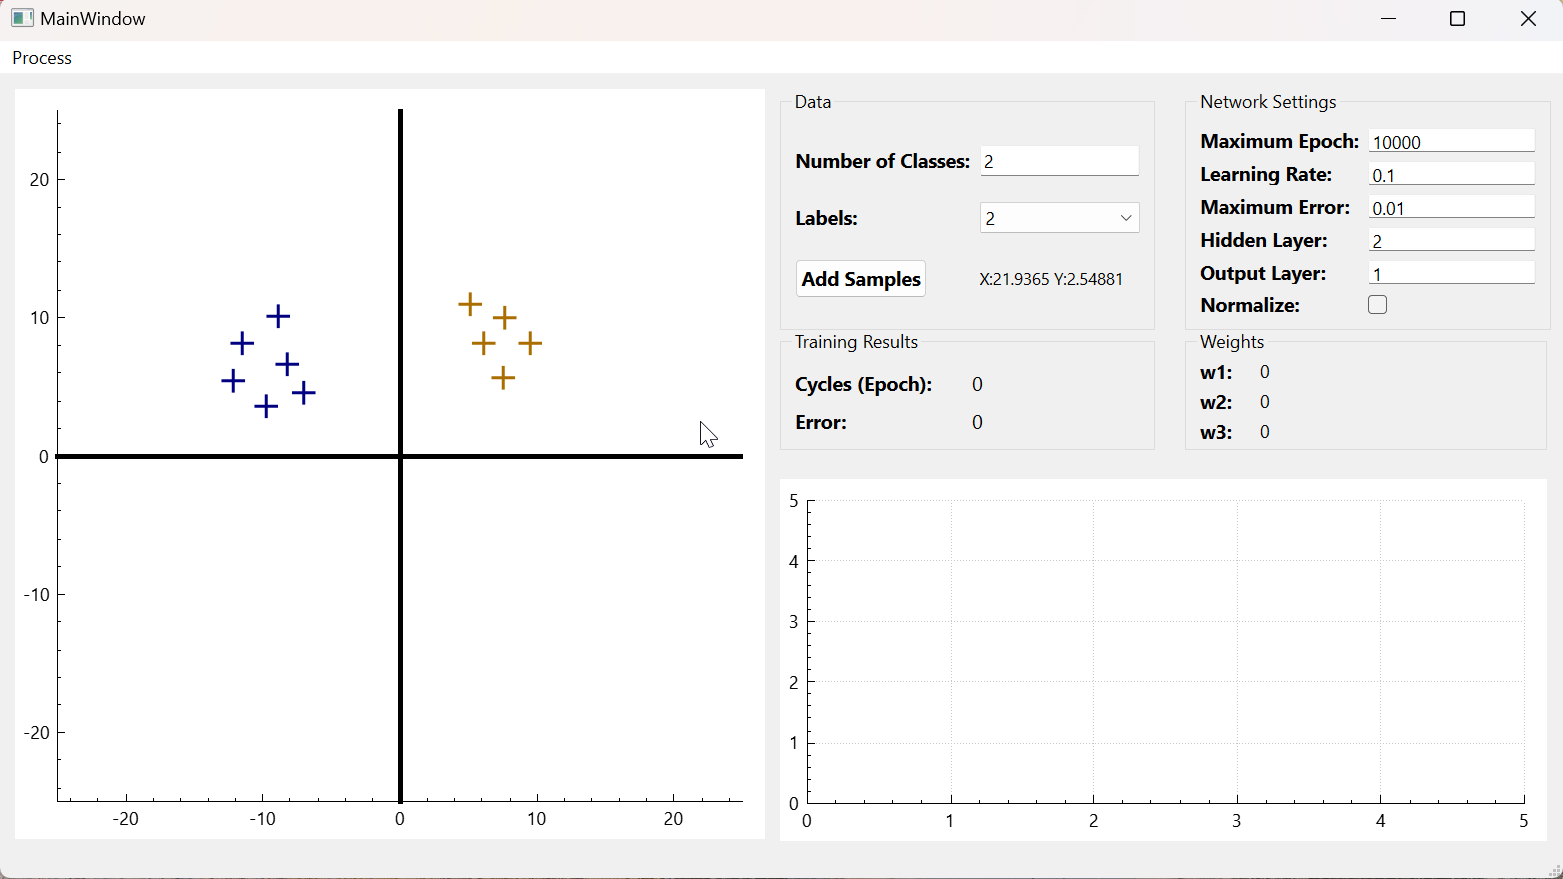 MainWindow
Process
20
10
0
-10
-20
-20 -10 0 10 20
Data
Number of Classes: 2
Labels: 2
Add Samples X:21.9365 Y:2.54881
Network Settings
Maximum Epoch: 10000
Learning Rate: 0.1
Maximum Error: 0.01
Hidden Layer: 2
Output Layer: 1
Normalize:
Training Results
Cycles (Epoch): 0
Error: 0
Weights
w1: 0
w2: 0
w3: 0
5
4
3
2
1
0
0 1 2 3 4 5